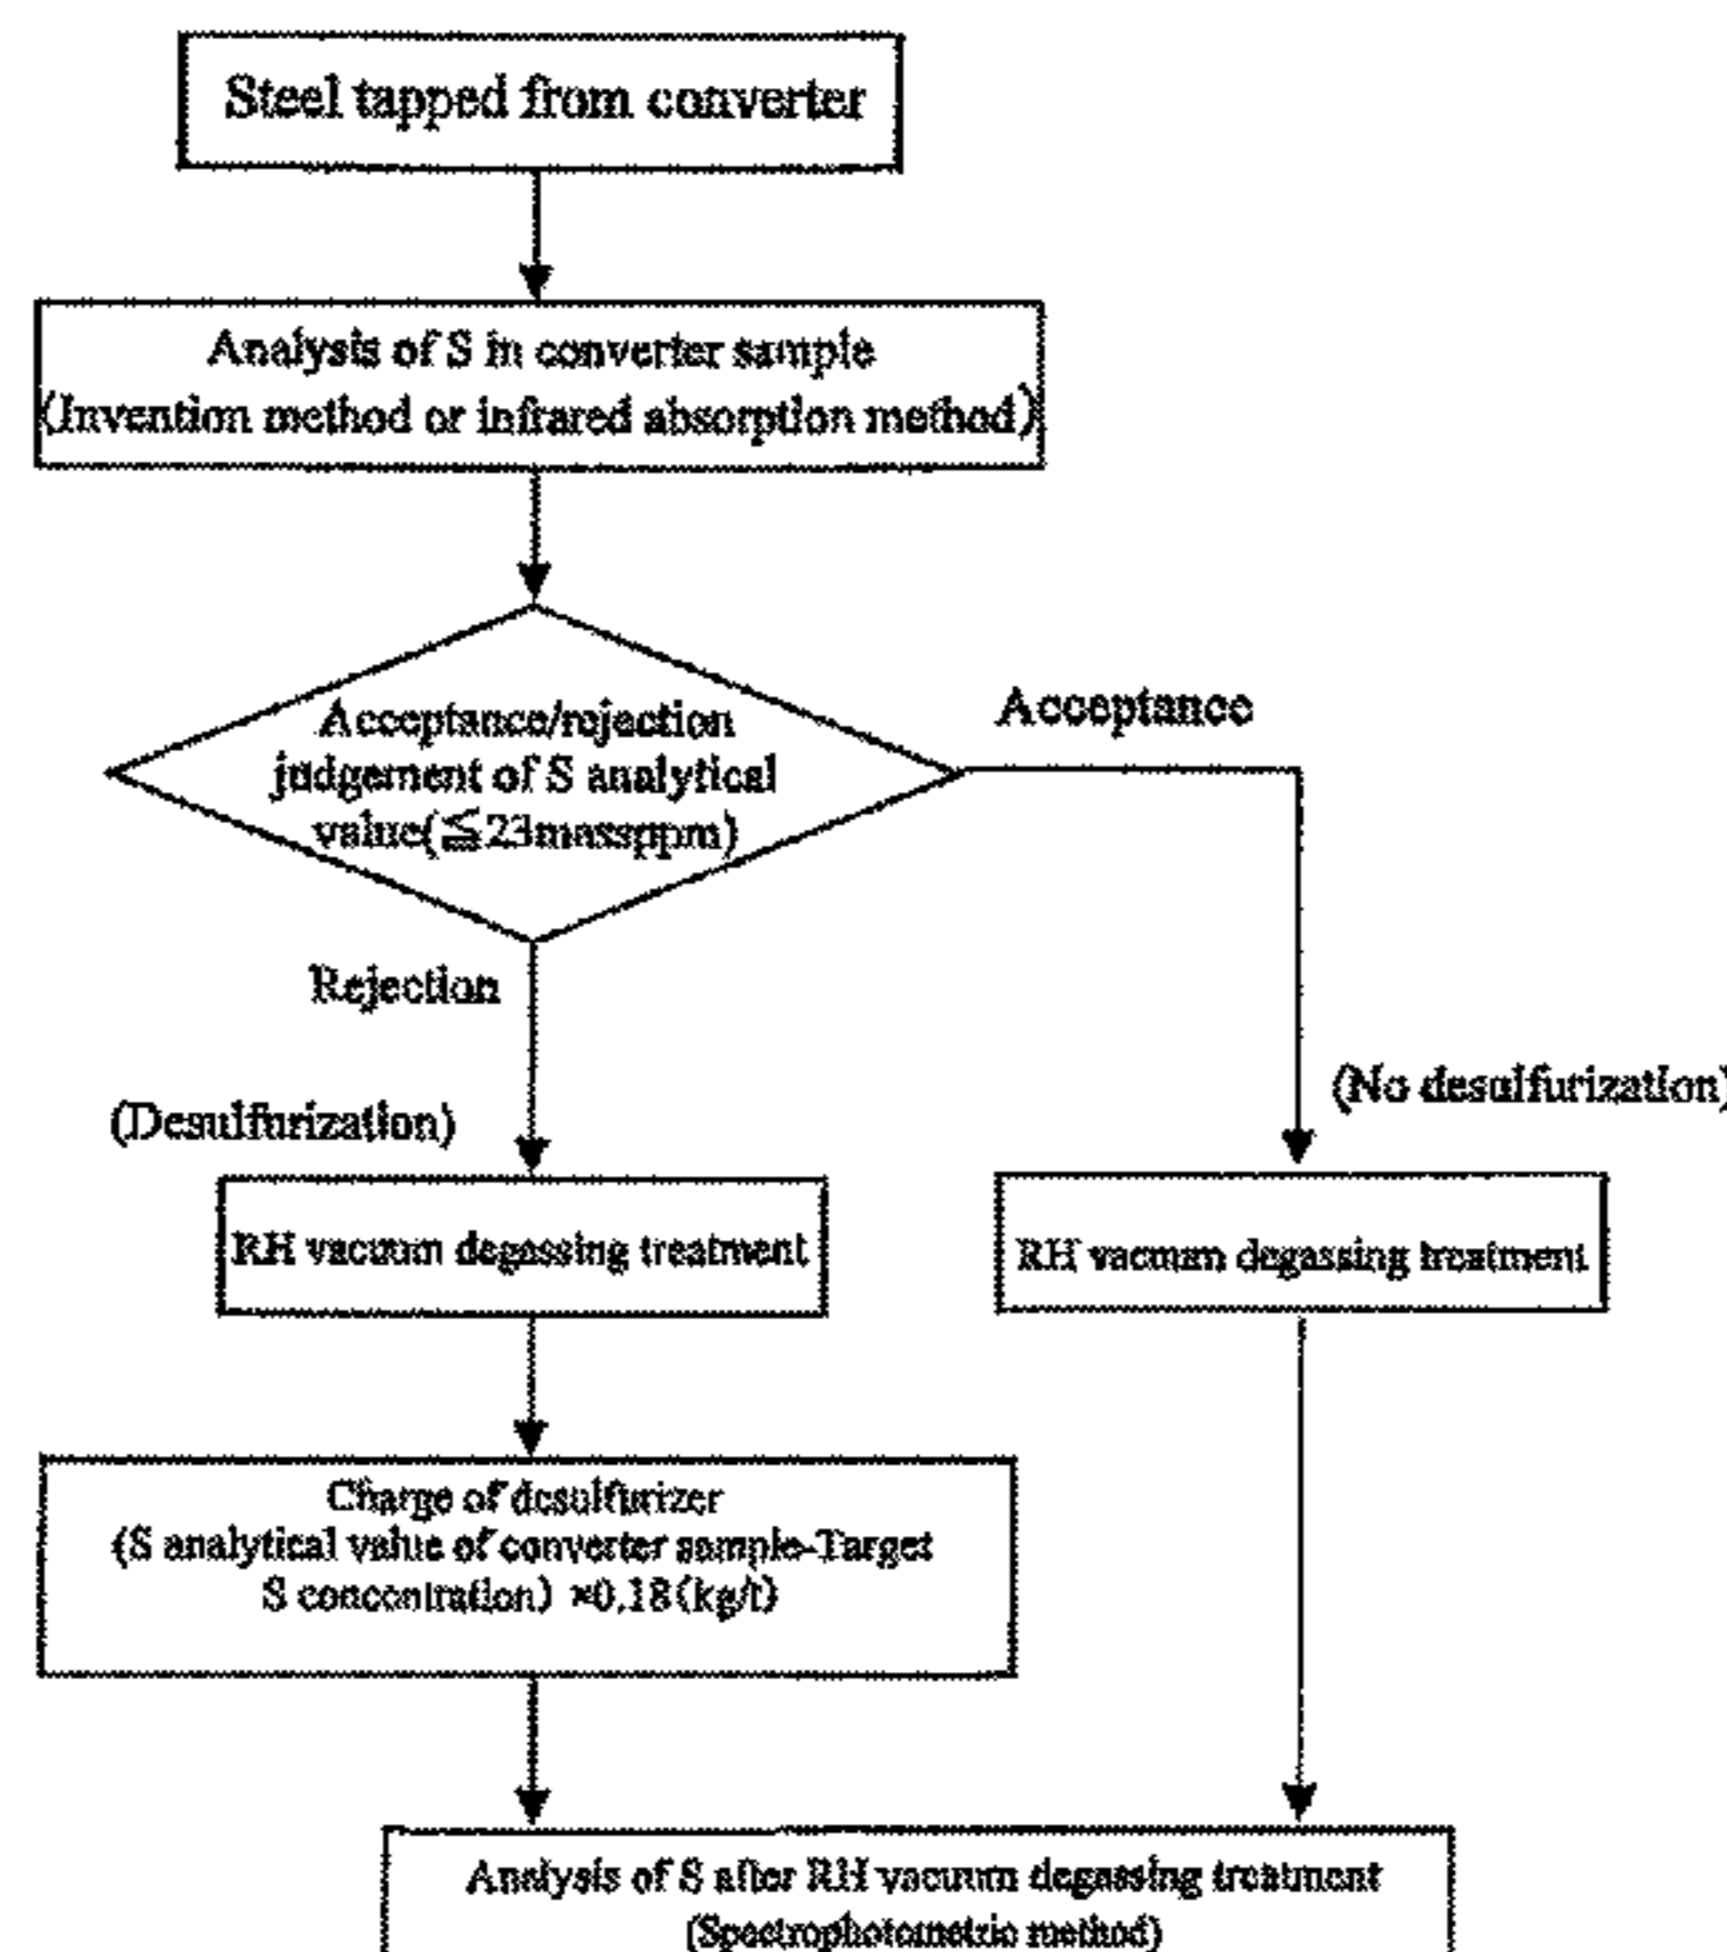 Steel tapped from converter
Analysis of S in converter sample
(Invention method or infrared absorption method)
Acceptance/rejection
judgement of S analytical
value(≦23massppm)
Acceptance
Rejection
(No desulfurization)
(Desulfurization)
RH vacuum degassing treatment
RH vacuum degassing treatment
Charge of desulfurizer
(S analytical value of converter sample-Target
S concentration) ×0.18(kg/t)
Analysis of S after RH vacuum degassing treatment
(Spectrophotometric method)